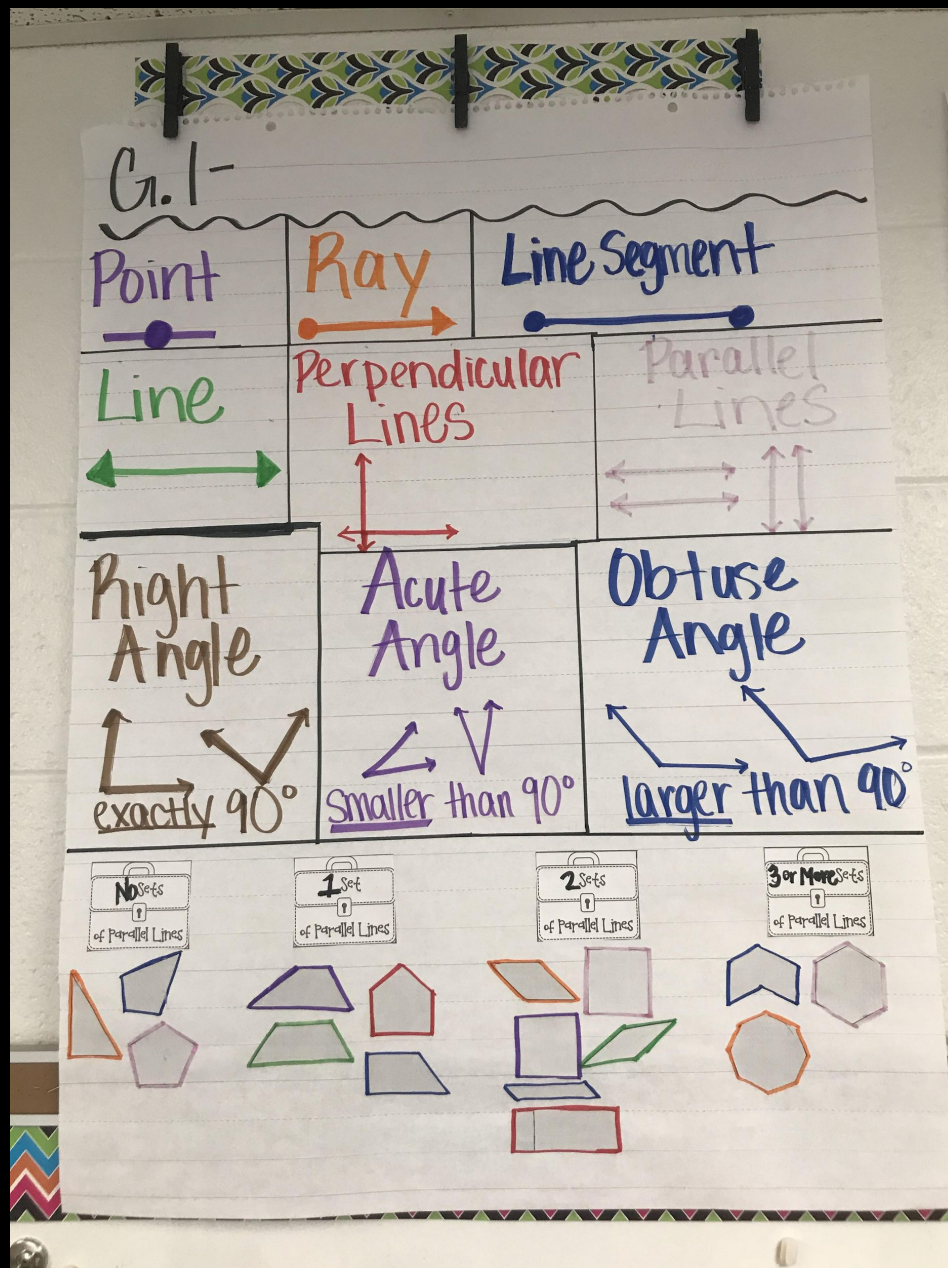 G.1-
Point
Ray
Line Segment
Line
Perpendicular
Lines
Parallel
Lines
Right
Angle
exactly 90°
Acute
Angle
smaller than 90°
Obtuse
Angle
larger than 90°
No Sets
of Parallel Lines
1 Set
of Parallel Lines
2 Sets
of Parallel Lines
3 or More Sets
of Parallel Lines